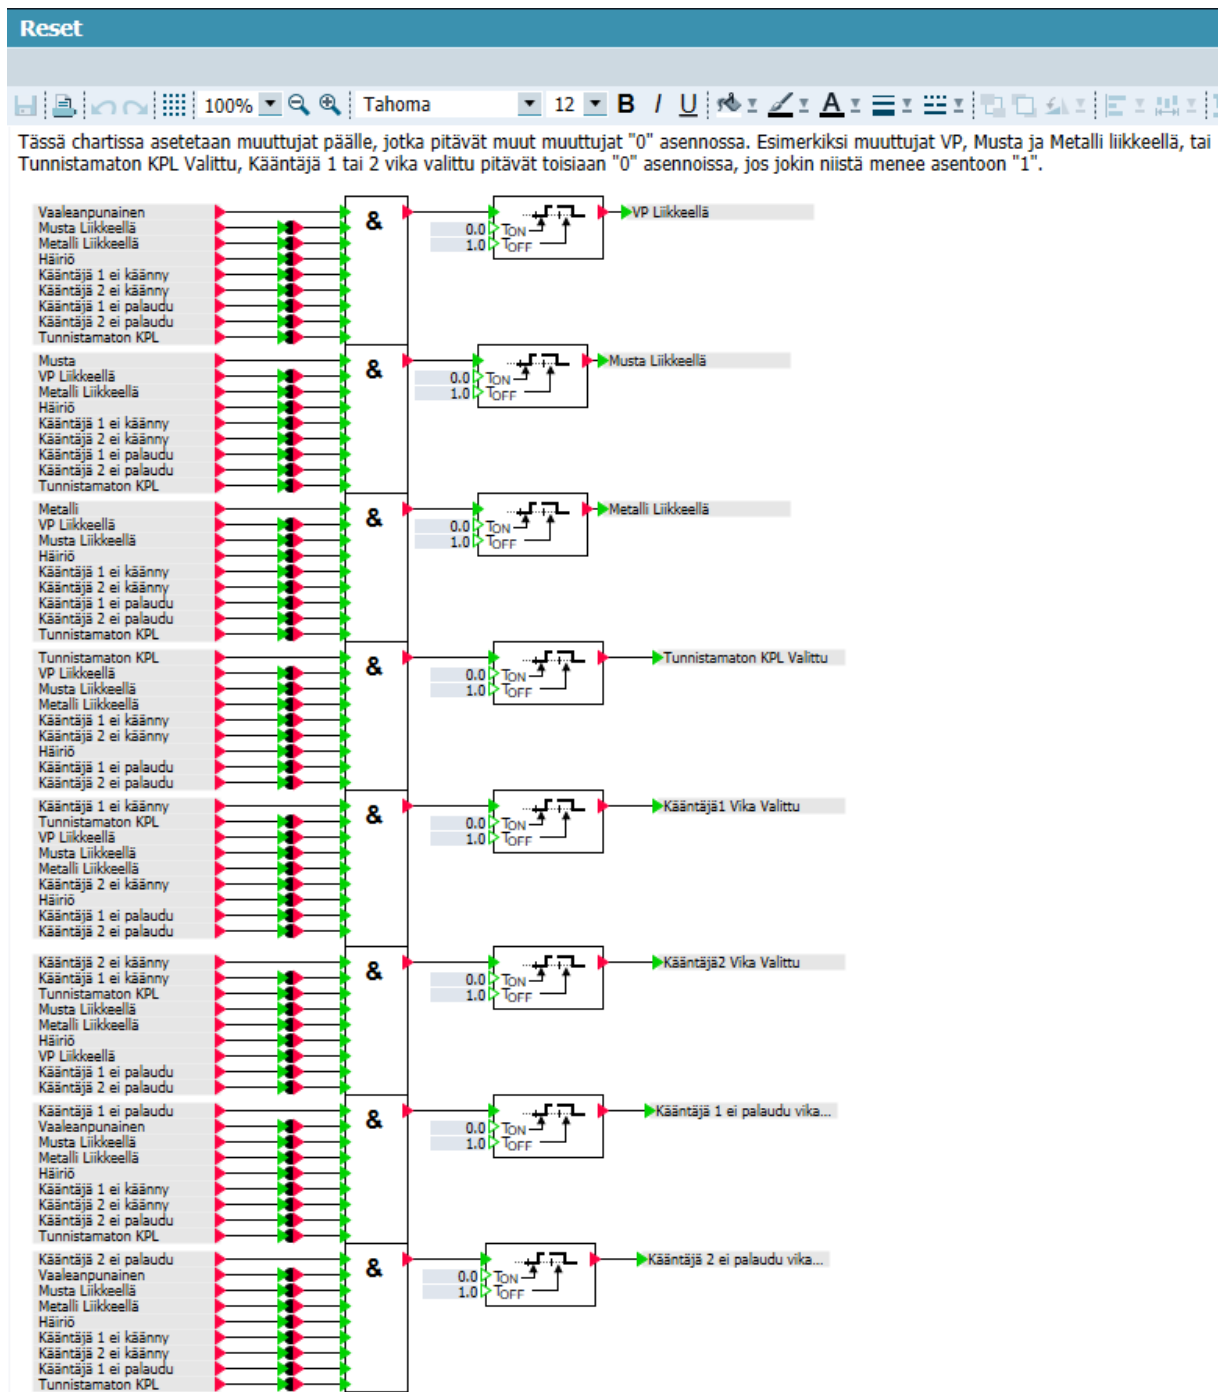 Reset
100% Tahoma 12 B I U A
Tässä chartissa asetetaan muuttujat päälle, jotka pitävät muut muuttujat "0" asennossa. Esimerkiksi muuttujat VP, Musta ja Metalli liikkeellä, tai
Tunnistamaton KPL Valittu, Kääntäjä 1 tai 2 vika valittu pitävät toisiaan "0" asennoissa, jos jokin niistä menee asentoon "1".
Vaaleanpunainen
Musta Liikkeellä
Metalli Liikkeellä
Häiriö
Kääntäjä 1 ei käänny
Kääntäjä 2 ei käänny
Kääntäjä 1 ei palaudu
Kääntäjä 2 ei palaudu
Tunnistamaton KPL
&
0.0 TON
1.0 TOFF
VP Liikkeellä
Musta
VP Liikkeellä
Metalli Liikkeellä
Häiriö
Kääntäjä 1 ei käänny
Kääntäjä 2 ei käänny
Kääntäjä 1 ei palaudu
Kääntäjä 2 ei palaudu
Tunnistamaton KPL
&
0.0 TON
1.0 TOFF
Musta Liikkeellä
Metalli
VP Liikkeellä
Musta Liikkeellä
Häiriö
Kääntäjä 1 ei käänny
Kääntäjä 2 ei käänny
Kääntäjä 1 ei palaudu
Kääntäjä 2 ei palaudu
Tunnistamaton KPL
&
0.0 TON
1.0 TOFF
Metalli Liikkeellä
Tunnistamaton KPL
VP Liikkeellä
Musta Liikkeellä
Metalli Liikkeellä
Kääntäjä 1 ei käänny
Kääntäjä 2 ei käänny
Häiriö
Kääntäjä 1 ei palaudu
Kääntäjä 2 ei palaudu
&
0.0 TON
1.0 TOFF
Tunnistamaton KPL Valittu
Kääntäjä 1 ei käänny
Tunnistamaton KPL
VP Liikkeellä
Musta Liikkeellä
Metalli Liikkeellä
Kääntäjä 2 ei käänny
Häiriö
Kääntäjä 1 ei palaudu
Kääntäjä 2 ei palaudu
&
0.0 TON
1.0 TOFF
Kääntäjä1 Vika Valittu
Kääntäjä 2 ei käänny
Kääntäjä 1 ei käänny
Tunnistamaton KPL
Musta Liikkeellä
Metalli Liikkeellä
Häiriö
VP Liikkeellä
Kääntäjä 1 ei palaudu
Kääntäjä 2 ei palaudu
&
0.0 TON
1.0 TOFF
Kääntäjä2 Vika Valittu
Kääntäjä 1 ei palaudu
Vaaleanpunainen
Musta Liikkeellä
Metalli Liikkeellä
Häiriö
Kääntäjä 1 ei käänny
Kääntäjä 2 ei käänny
Kääntäjä 2 ei palaudu
Tunnistamaton KPL
&
0.0 TON
1.0 TOFF
Kääntäjä 1 ei palaudu vika...
Kääntäjä 2 ei palaudu
Vaaleanpunainen
Musta Liikkeellä
Metalli Liikkeellä
Häiriö
Kääntäjä 1 ei käänny
Kääntäjä 2 ei käänny
Kääntäjä 1 ei palaudu
Tunnistamaton KPL
&
0.0 TON
1.0 TOFF
Kääntäjä 2 ei palaudu vika...